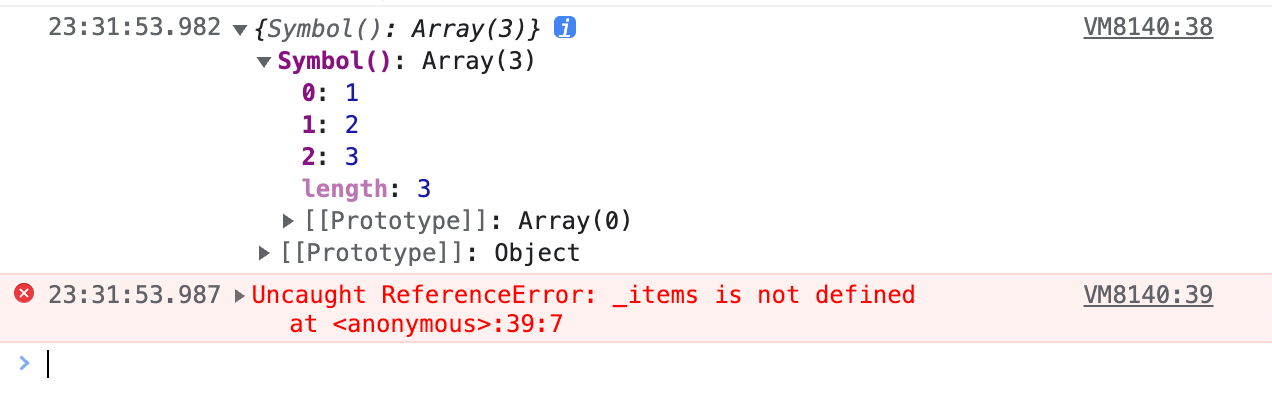 23:31:53.982 ▼{Symbol(): Array(3)} i VM8140:38
▼Symbol(): Array(3)
0: 1
1: 2
2: 3
length: 3
▶[[Prototype]]: Array(0)
▶[[Prototype]]: Object
23:31:53.987 ▶Uncaught ReferenceError: _items is not defined VM8140:39
at <anonymous>:39:7
>